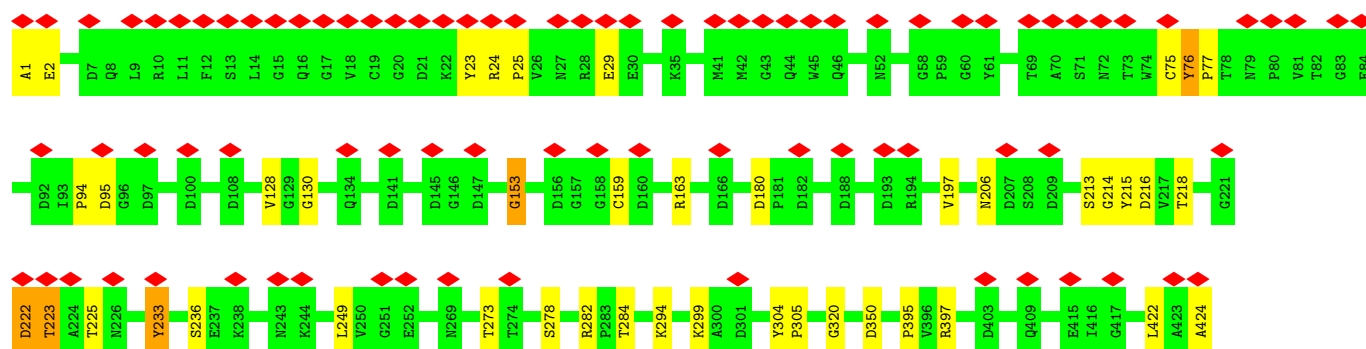 A1 E2 D7 Q8 L9 R10 L11 F12 S13 L14 G15 Q16 G17 V18 C19 G20 D21 K22 Y23 R24 P25 V26 N27 R28 E29 E30 K35 M41 M42 G43 Q44 W45 Q46 N52 G58 P59 G60 Y61 T69 A70 S71 N72 T73 W74 C75 Y76 P77 T78 N79 P80 V81 T82 G83 E84
D92 I93 P94 D95 G96 D97 D100 D108 V128 G129 G130 Q134 D141 D145 G146 D147 G153 D156 G157 G158 C159 D160 R163 D166 D180 P181 D182 D188 D193 R194 V197 N206 D207 S208 D209 S213 G214 Y215 D216 V217 T218 G221
D222 T223 A224 T225 N226 Y233 S236 E237 K238 N243 K244 L249 V250 G251 E252 N269 T273 T274 S278 R282 P283 T284 K294 K299 A300 D301 Y304 P305 G320 D350 P395 V396 R397 D403 Q409 E415 I416 G417 L422 A423 A424